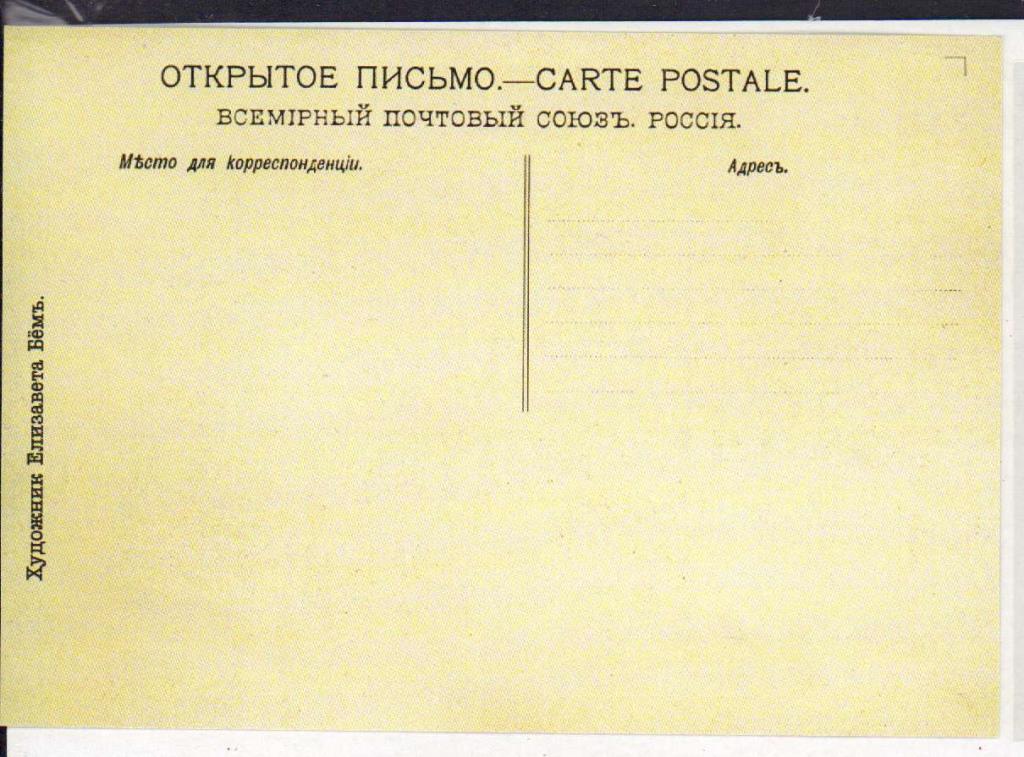 ОТКРЫТОЕ ПИСЬМО.—CARTE POSTALE.
ВСЕМІРНЫЙ ПОЧТОВЫЙ СОЮЗЪ. РОССІЯ.
Мѣсто для корреспонденціи.
Адресъ.
Художник Елизавета Бёмъ.